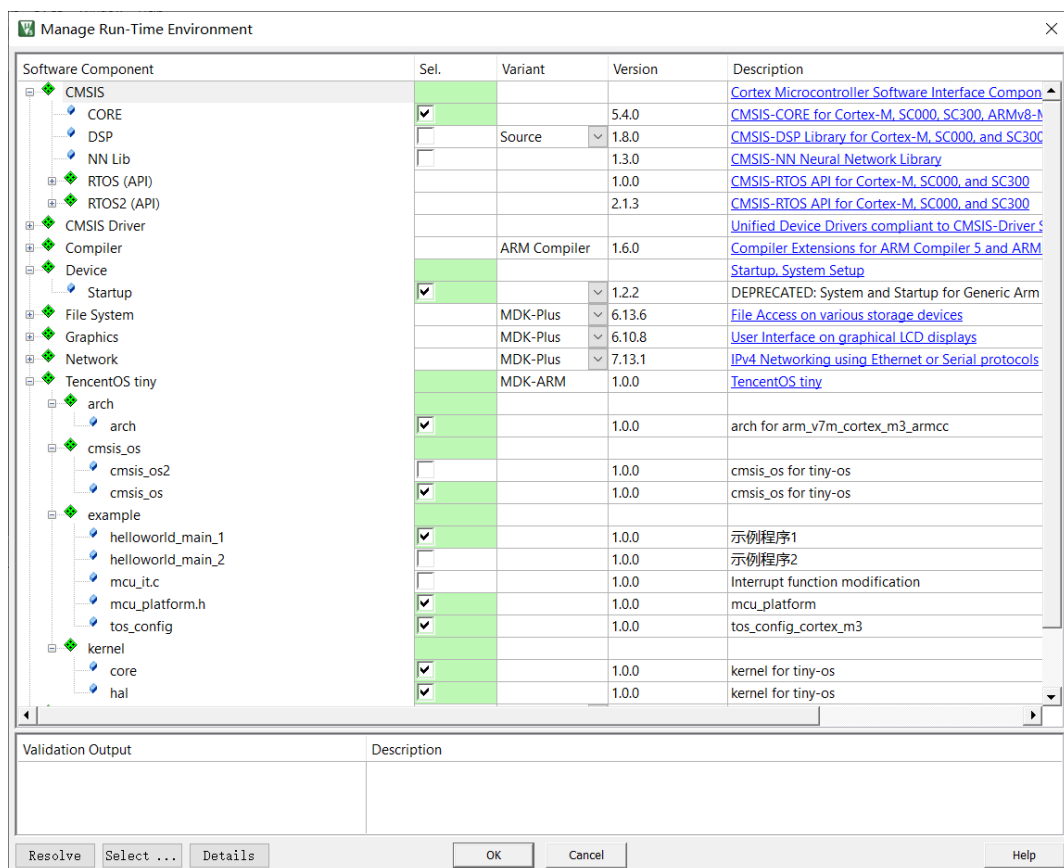 Manage Run-Time Environment
Software Component Sel. Variant Version Description
CMSIS Cortex Microcontroller Software Interface Compon
CORE 5.4.0 CMSIS-CORE for Cortex-M, SC000, SC300, ARMv8-M
DSP Source 1.8.0 CMSIS-DSP Library for Cortex-M, SC000, and SC300
NN Lib 1.3.0 CMSIS-NN Neural Network Library
RTOS (API) 1.0.0 CMSIS-RTOS API for Cortex-M, SC000, and SC300
RTOS2 (API) 2.1.3 CMSIS-RTOS API for Cortex-M, SC000, and SC300
CMSIS Driver Unified Device Drivers compliant to CMSIS-Driver S
Compiler ARM Compiler 1.6.0 Compiler Extensions for ARM Compiler 5 and ARM
Device Startup, System Setup
Startup 1.2.2 DEPRECATED: System and Startup for Generic Arm
File System MDK-Plus 6.13.6 File Access on various storage devices
Graphics MDK-Plus 6.10.8 User Interface on graphical LCD displays
Network MDK-Plus 7.13.1 IPv4 Networking using Ethernet or Serial protocols
TencentOS tiny MDK-ARM 1.0.0 TencentOS tiny
arch
arch 1.0.0 arch for arm_v7m_cortex_m3_armcc
cmsis_os
cmsis_os2 1.0.0 cmsis_os for tiny-os
cmsis_os 1.0.0 cmsis_os for tiny-os
example
helloworld_main_1 1.0.0 示例程序1
helloworld_main_2 1.0.0 示例程序2
mcu_it.c 1.0.0 Interrupt function modification
mcu_platform.h 1.0.0 mcu_platform
tos_config 1.0.0 tos_config_cortex_m3
kernel
core 1.0.0 kernel for tiny-os
hal 1.0.0 kernel for tiny-os
Validation Output Description
Resolve Select ... Details OK Cancel Help